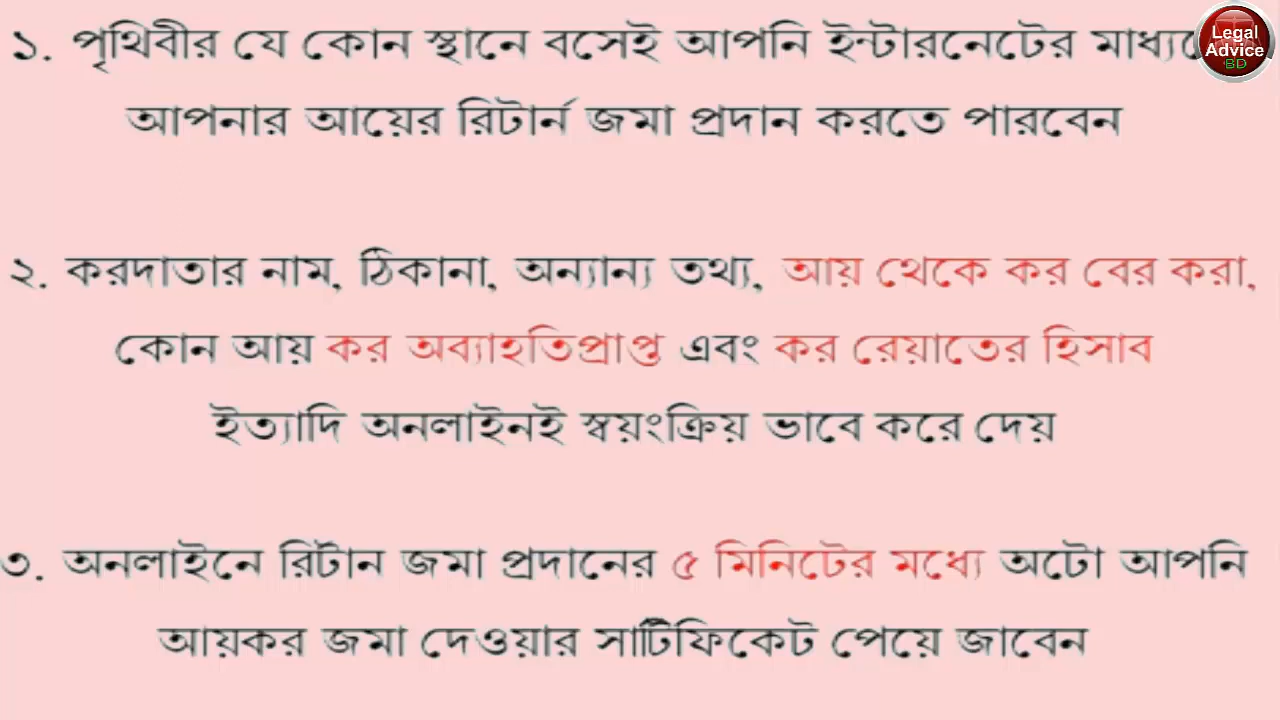 ১. পৃথিবীর যে কোন স্থানে বসেই আপনি ইন্টারনেটের
আপনার আয়ের রিটার্ন জমা প্রদান করতে পারবেন
২. করদাতার নাম, ঠিকানা, অন্যান্য তথ্য, আয় থেকে কর বের করা,
কোন আয় কর অব্যাহতিপ্রাপ্ত এবং কর রেয়াতের হিসাব
ইত্যাদি অনলাইনই স্বয়ংক্রিয় ভাবে করে দেয়
৩. অনলাইনে রির্টান জমা প্রদানের ৫ মিনিটের মধ্যে অটো আপনি
আয়কর জমা দেওয়ার সার্টিফিকেট পেয়ে জাবেন
Legal
Advice
BD